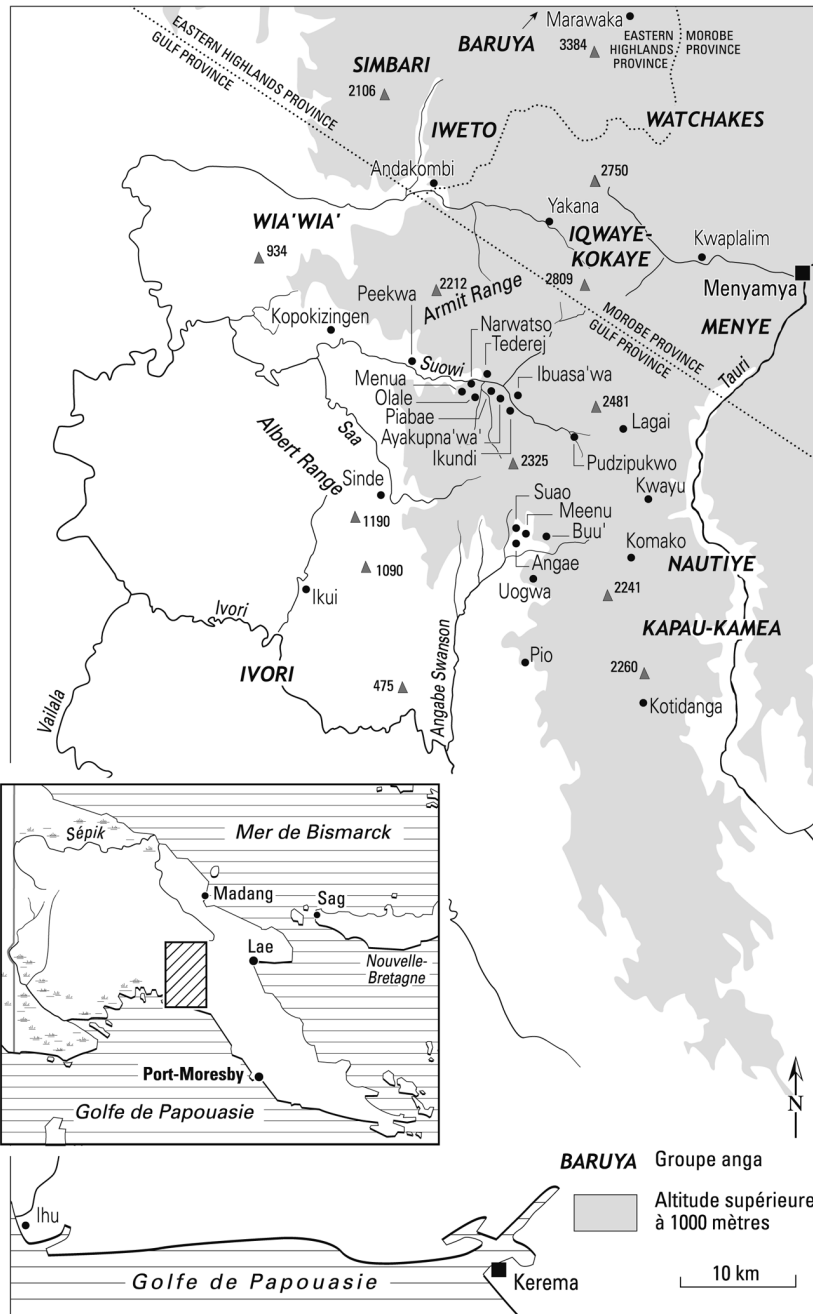 Marawaka
BARUYA
3384
EASTERN
HIGHLANDS
PROVINCE
MOROBE
PROVINCE
EASTERN HIGHLANDS PROVINCE
GULF PROVINCE
SIMBARI
2106
IWETO
WATCHAKES
Andakombi
2750
WIA'WIA'
Yakana
IQWAYE-
KOKAYE
Kwaplalim
934
2212
2809
Menyamya
Armit Range
Peekwa
Kopokizingen
Narwatso
Tederej
MOROBE PROVINCE
GULF PROVINCE
MENYE
Suowi
Menua
Ibuasa'wa
Tauri
Olale
Piabae
2481
Lagai
Albert Range
Saa
Ayakupna'wa'
Ikundi
2325
Pudzipukwo
Sinde
Suao
Kwayu
1190
Meenu
Buu'
Komako
1090
Angae
NAUTIYE
Ikui
Uogwa
2241
Ivori
KAPAU-KAMEA
IVORI
Pio
2260
475
Angabe Swanson
Kotidanga
Vailala
Sépik
Mer de Bismarck
Madang
Sag
Lae
Nouvelle-
Bretagne
Port-Moresby
Golfe de Papouasie
N
BARUYA Groupe anga
Altitude supérieure
à 1000 mètres
Ihu
Golfe de Papouasie
Kerema
10 km